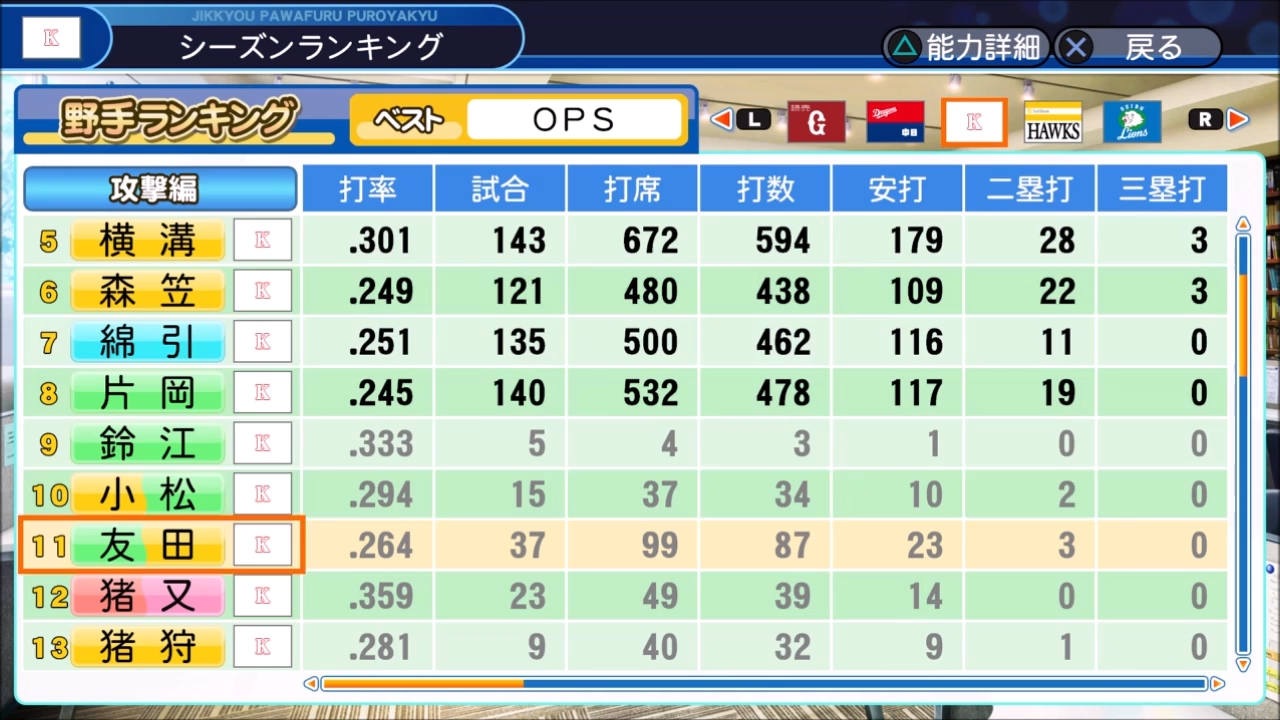 K
JIKKYOU PAWAFURU PUROYAKYU
シーズンランキング
能力詳細
戻る
野手ランキング
ベスト
OPS
L
読売
G
Dragons
中日
K
SoftBank
HAWKS
SEIBU
Lions
R
攻撃編 打率 試合 打席 打数 安打 二塁打 三塁打
5 横溝 K .301 143 672 594 179 28 3
6 森笠 K .249 121 480 438 109 22 3
7 綿引 K .251 135 500 462 116 11 0
8 片岡 K .245 140 532 478 117 19 0
9 鈴江 K .333 5 4 3 1 0 0
10 小松 K .294 15 37 34 10 2 0
11 友田 K .264 37 99 87 23 3 0
12 猪又 K .359 23 49 39 14 0 0
13 猪狩 K .281 9 40 32 9 1 0